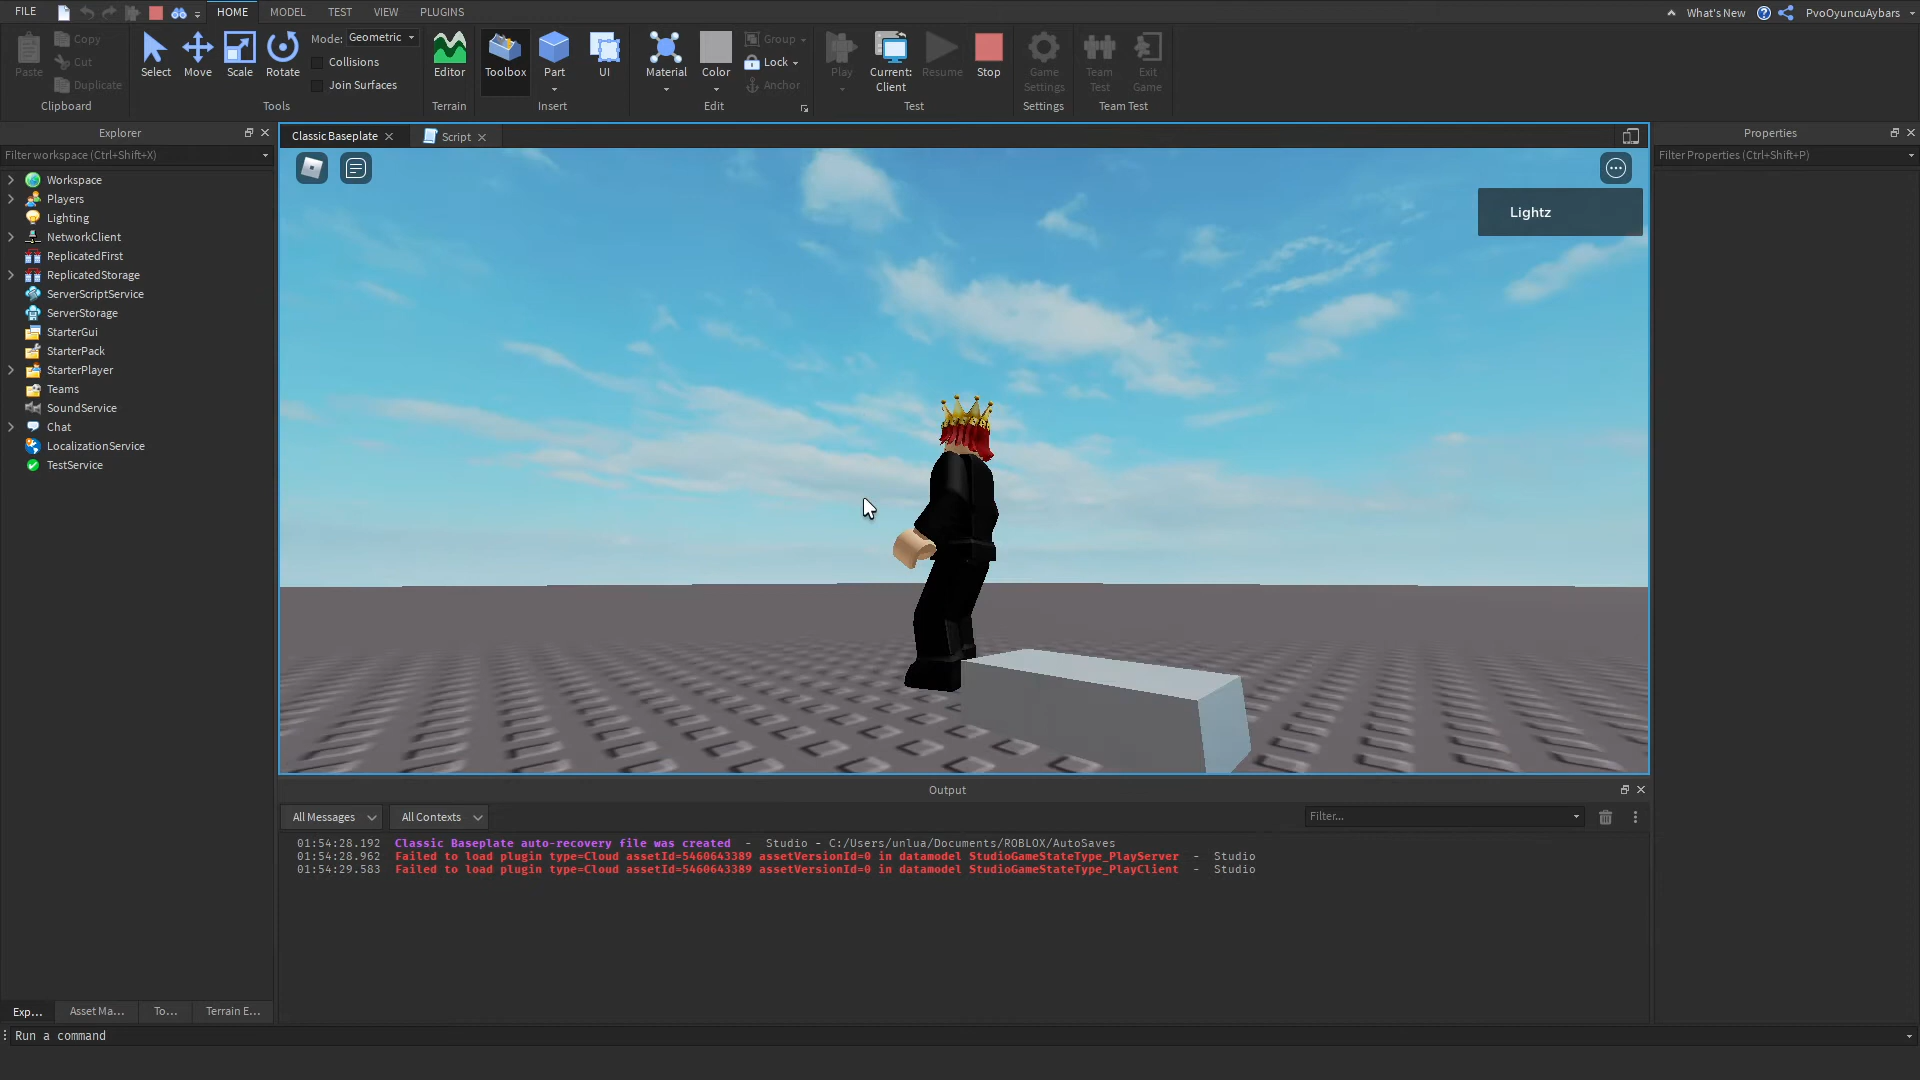 FILE HOME MODEL TEST VIEW PLUGINS What's New PvoOyuncuAybars
Paste Copy Cut Duplicate
Select Move Scale Rotate
Mode: Geometric
Collisions
Join Surfaces
Editor
Toolbox Part UI
Material Color
Group
Lock
Anchor
Play Current: Client Resume Stop
Game Settings
Team Test
Exit Game
Clipboard Tools Terrain Insert Edit Test Settings Team Test
Explorer
Filter workspace (Ctrl+Shift+X)
Workspace
Players
Lighting
NetworkClient
ReplicatedFirst
ReplicatedStorage
ServerScriptService
ServerStorage
StarterGui
StarterPack
StarterPlayer
Teams
SoundService
Chat
LocalizationService
TestService
Classic Baseplate Script
Lightz
Properties
Filter Properties (Ctrl+Shift+P)
Output
All Messages All Contexts Filter...
01:54:28.192 Classic Baseplate auto-recovery file was created - Studio - C:/Users/unlua/Documents/ROBLOX/AutoSaves
01:54:28.962 Failed to load plugin type=Cloud assetId=5460643389 assetVersionId=0 in datamodel StudioGameStateType_PlayServer - Studio
01:54:29.583 Failed to load plugin type=Cloud assetId=5460643389 assetVersionId=0 in datamodel StudioGameStateType_PlayClient - Studio
Exp... Asset Ma... To... Terrain E...
Run a command